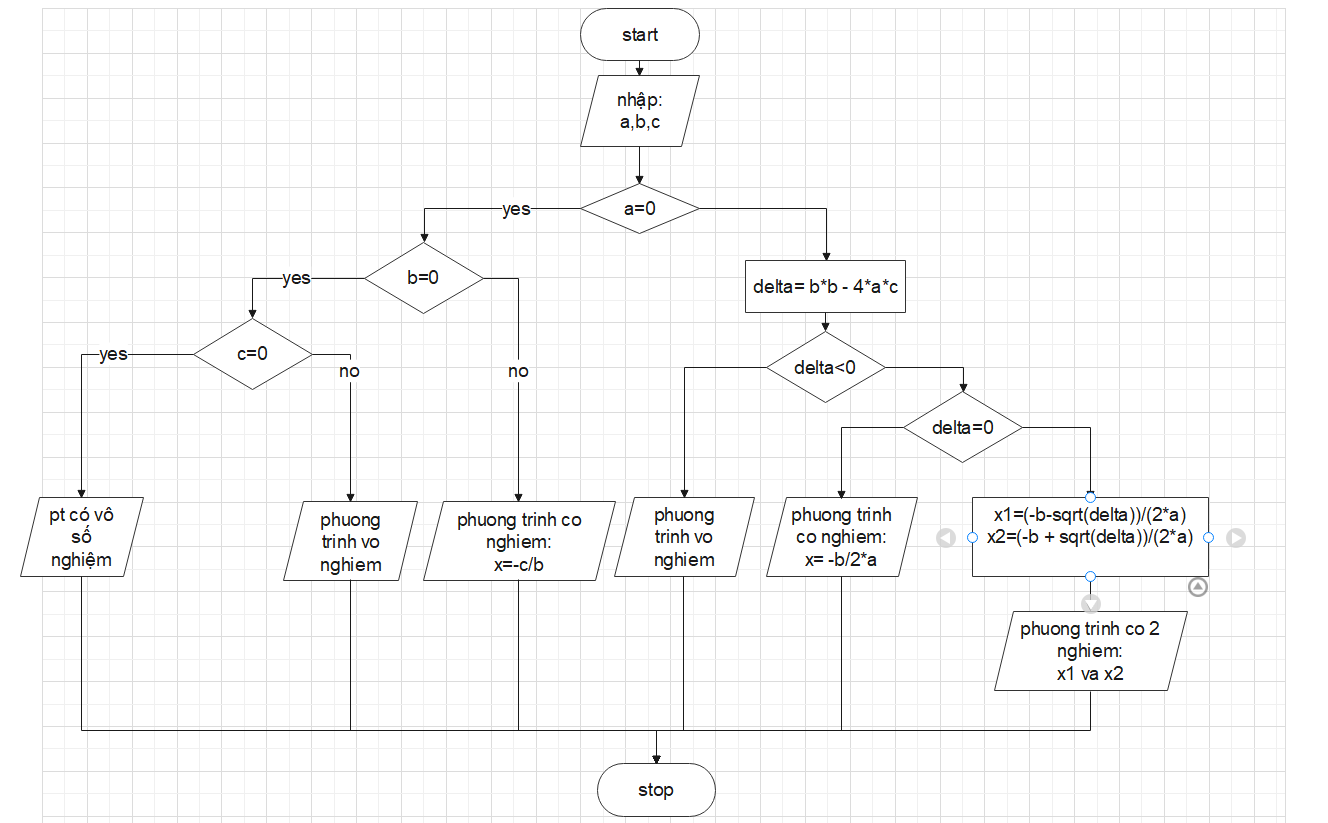 start
nhập:
a,b,c
a=0
yes
b=0
yes
delta= b*b - 4*a*c
c=0
yes
no
no
delta<0
delta=0
pt có vô
số
nghiệm
phuong
trinh vo
nghiem
phuong trinh co
nghiem:
x=-c/b
phuong
trinh vo
nghiem
phuong trinh
co nghiem:
x= -b/2*a
x1=(-b-sqrt(delta))/(2*a)
x2=(-b + sqrt(delta))/(2*a)
phuong trinh co 2
nghiem:
x1 va x2
stop